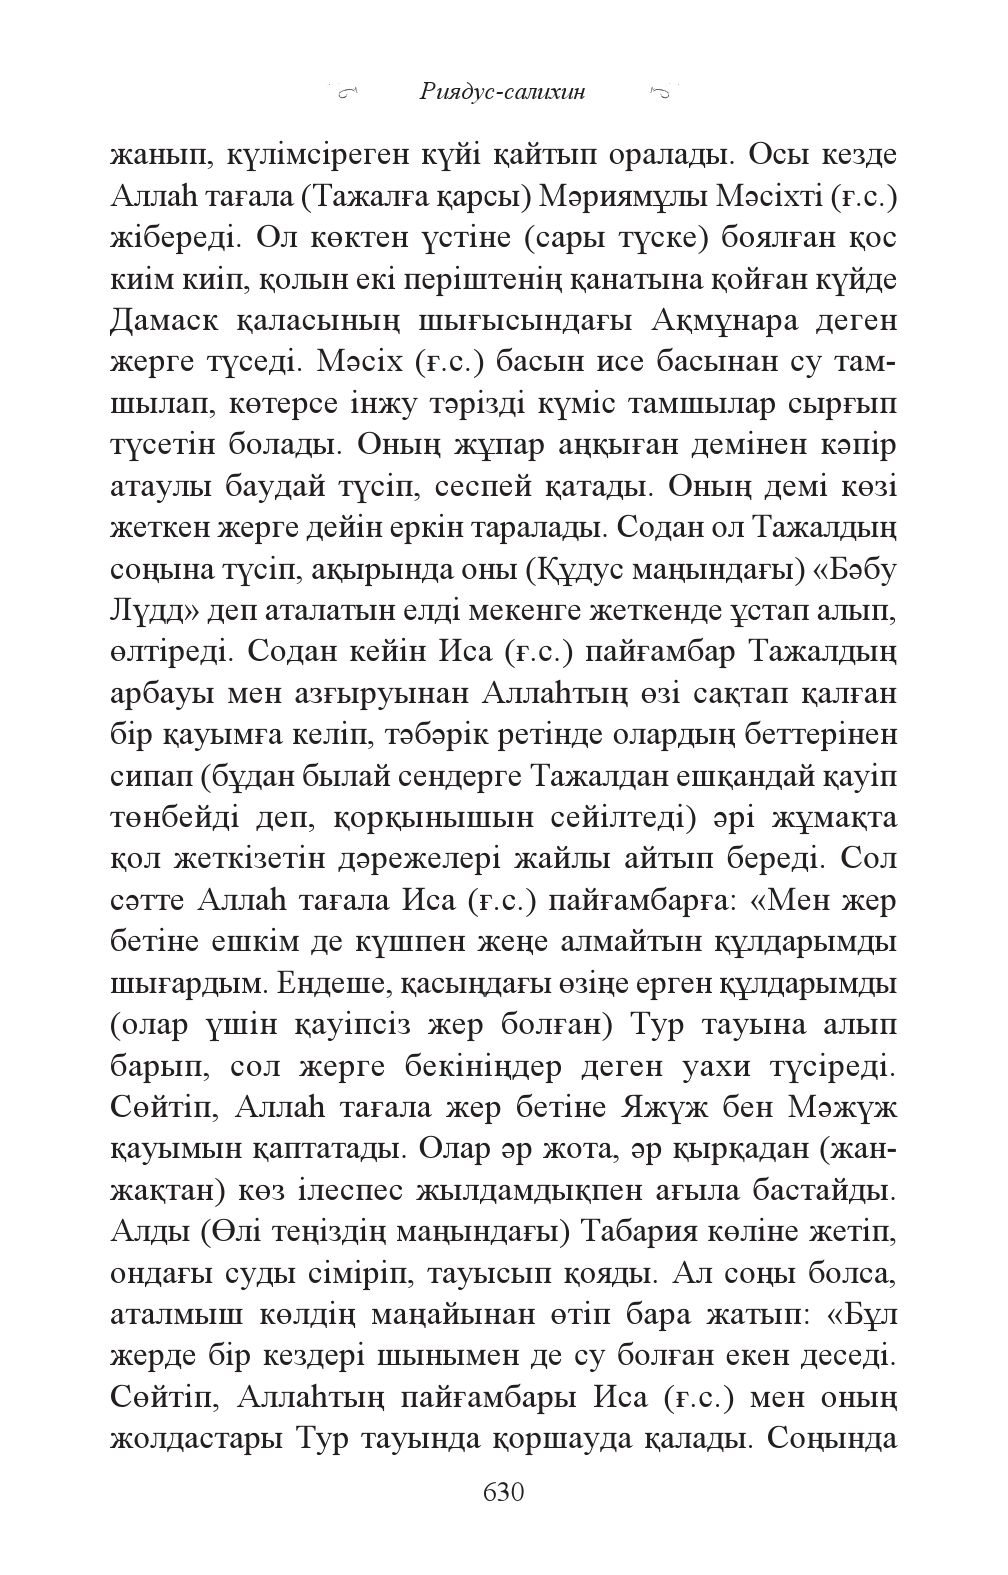 Риядус-салихин
жанып, күлімсіреген күйі қайтып оралады. Осы кезде
Аллаһ тағала (Тажалға қарсы) Мәриямұлы Мәсіхті (ғ.с.)
жібереді. Ол көктен үстіне (сары түске) боялған қос
киім киіп, қолын екі періштенің қанатына қойған күйде
Дамаск қаласының шығысындағы Ақмұнара деген
жерге түседі. Мәсіх (ғ.с.) басын исе басынан су там-
шылап, көтерсе інжу тәрізді күміс тамшылар сырғып
түсетін болады. Оның жұпар аңқыған демінен кәпір
атаулы баудай түсіп, сеспей қатады. Оның демі көзі
жеткен жерге дейін еркін таралады. Содан ол Тажалдың
соңына түсіп, ақырында оны (Құдус маңындағы) «Бәбу
Лүдд» деп аталатын елді мекенге жеткенде ұстап алып,
өлтіреді. Содан кейін Иса (ғ.с.) пайғамбар Тажалдың
арбауы мен азғыруынан Аллаһтың өзі сақтап қалған
бір қауымға келіп, тәбәрік ретінде олардың беттерінен
сипап (бұдан былай сендерге Тажалдан ешқандай қауіп
төнбейді деп, қорқынышын сейілтеді) әрі жұмақта
қол жеткізетін дәрежелері жайлы айтып береді. Сол
сәтте Аллаһ тағала Иса (ғ.с.) пайғамбарға: «Мен жер
бетіне ешкім де күшпен жеңе алмайтын құлдарымды
шығардым. Ендеше, қасыңдағы өзіңе ерген құлдарымды
(олар үшін қауіпсіз жер болған) Тур тауына алып
барып, сол жерге бекініңдер деген уахи түсіреді.
Сөйтіп, Аллаһ тағала жер бетіне Яжүж бен Мәжүж
қауымын қаптатады. Олар әр жота, әр қырқадан (жан-
жақтан) көз ілеспес жылдамдықпен ағыла бастайды.
Алды (Өлі теңіздің маңындағы) Табария көліне жетіп,
ондағы суды сіміріп, тауысып қояды. Ал соңы болса,
аталмыш көлдің маңайынан өтіп бара жатып: «Бұл
жерде бір кездері шынымен де су болған екен деседі.
Сөйтіп, Аллаһтың пайғамбары Иса (ғ.с.) мен оның
жолдастары Тур тауында қоршауда қалады. Соңында
630